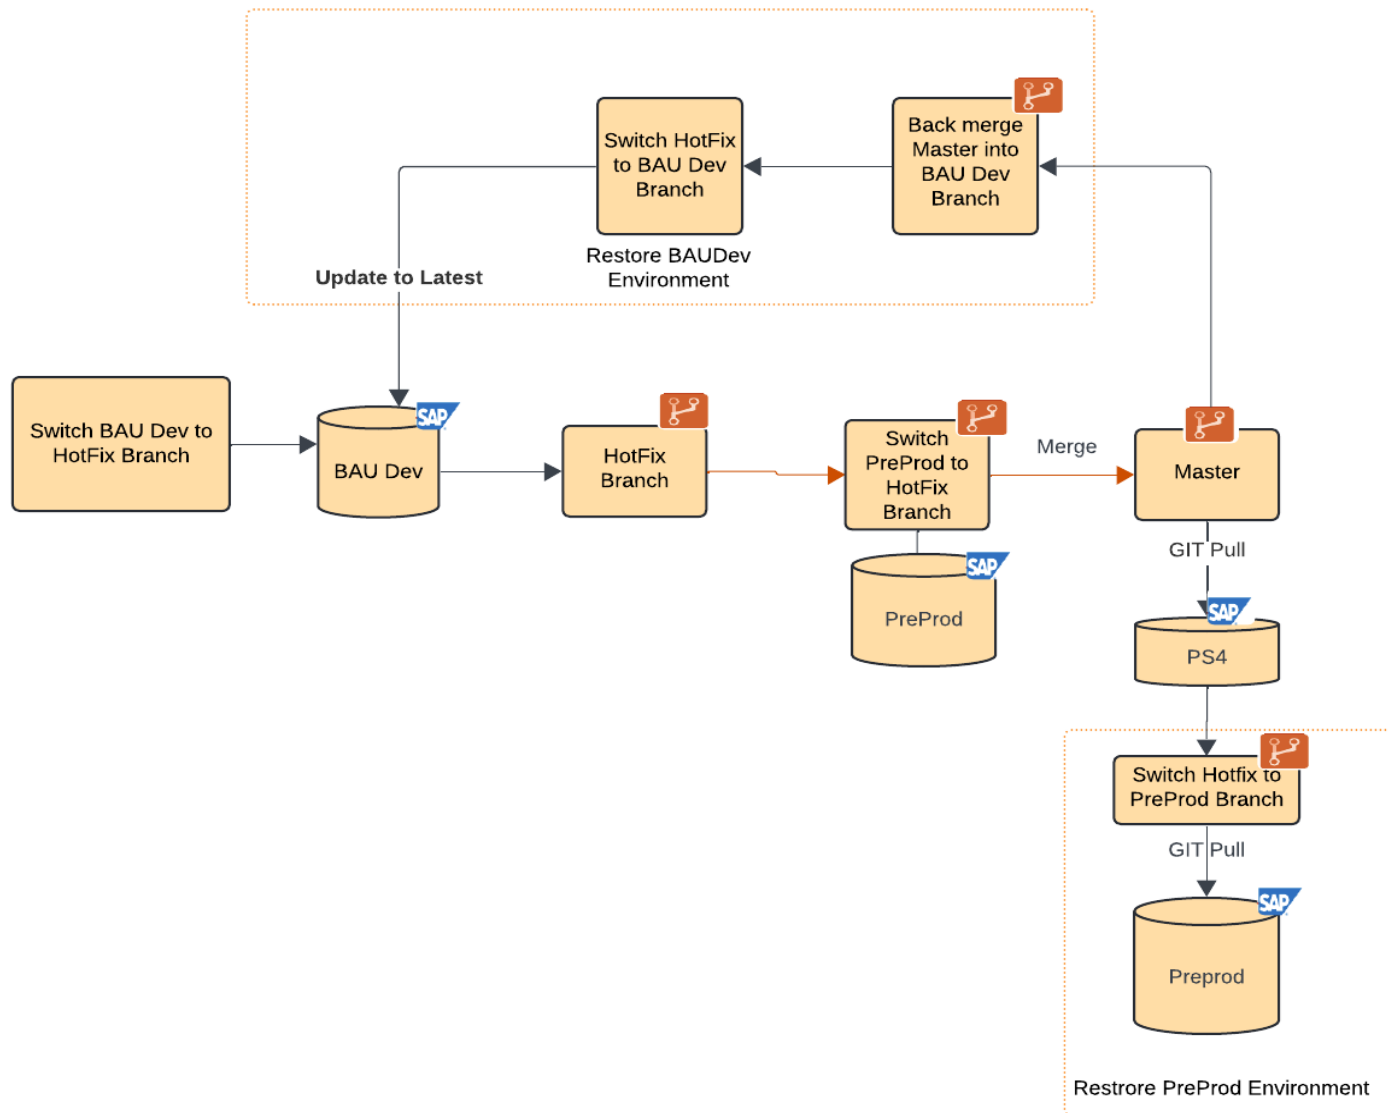 Switch HotFix
to BAU Dev
Branch
Back merge
Master into
BAU Dev
Branch
Restore BAUDev
Environment
Update to Latest
Switch BAU Dev to
HotFix Branch
SAP
BAU Dev
HotFix
Branch
Switch
PreProd to
HotFix
Branch
Merge
Master
SAP
PreProd
GIT Pull
SAP
PS4
Switch Hotfix to
PreProd Branch
GIT Pull
SAP
Preprod
Restrore PreProd Environment